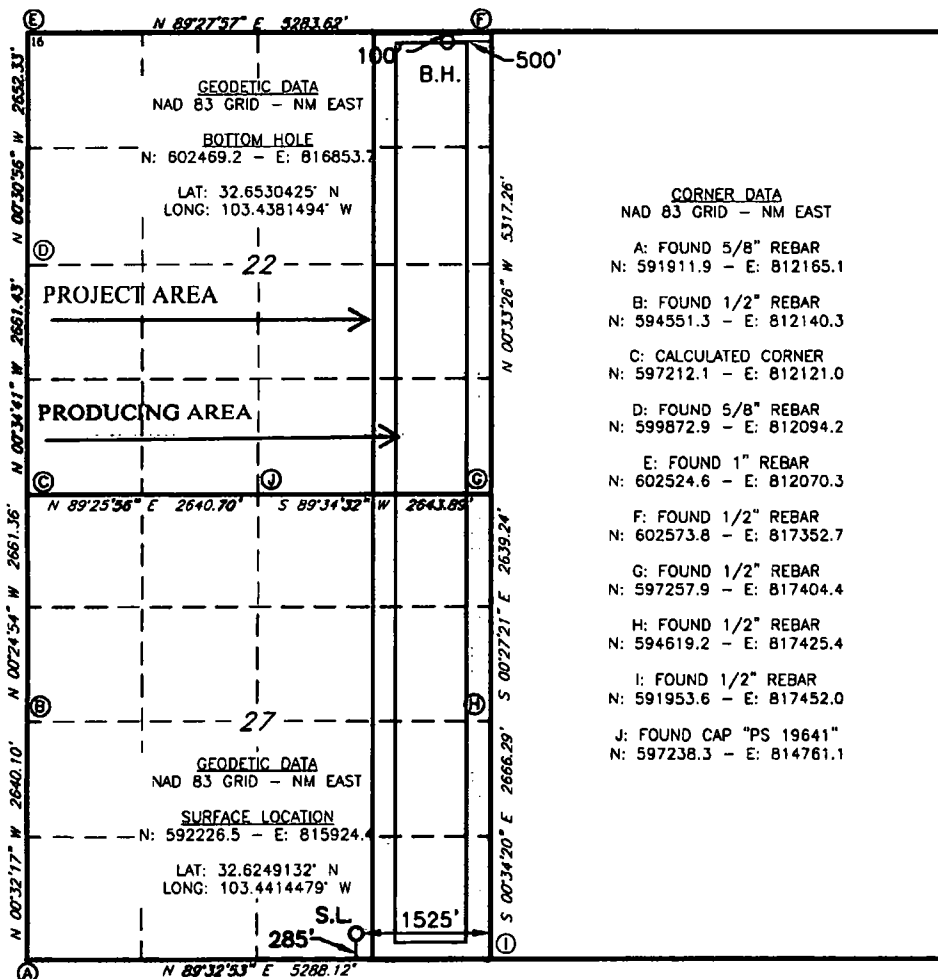 E
N 89°27'57" E 5283.62'
F
16
100'
500'
B.H.
GEODETIC DATA
NAD 83 GRID - NM EAST
BOTTOM HOLE
N: 602469.2 - E: 816853.7
LAT: 32.6530425° N
LONG: 103.4381494° W
N 00°30'56" W 2652.33'
D
22
PROJECT AREA
N 00°34'41" W 2661.43'
PRODUCING AREA
N 00°33'26" W 5317.26'
C
J
G
N 89°25'56" E 2640.70'
S 89°34'32" W 2643.89'
N 00°24'54" W 2661.36'
S 00°27'21" E 2639.24'
B
H
27
GEODETIC DATA
NAD 83 GRID - NM EAST
SURFACE LOCATION
N: 592226.5 - E: 815924.4
LAT: 32.6249132° N
LONG: 103.4414479° W
N 00°32'17" W 2640.10'
S 00°34'20" E 2666.29'
S.L.
1525'
285'
I
A
N 89°32'53" E 5288.12'
CORNER DATA
NAD 83 GRID - NM EAST
A: FOUND 5/8" REBAR
N: 591911.9 - E: 812165.1
B: FOUND 1/2" REBAR
N: 594551.3 - E: 812140.3
C: CALCULATED CORNER
N: 597212.1 - E: 812121.0
D: FOUND 5/8" REBAR
N: 599872.9 - E: 812094.2
E: FOUND 1" REBAR
N: 602524.6 - E: 812070.3
F: FOUND 1/2" REBAR
N: 602573.8 - E: 817352.7
G: FOUND 1/2" REBAR
N: 597257.9 - E: 817404.4
H: FOUND 1/2" REBAR
N: 594619.2 - E: 817425.4
I: FOUND 1/2" REBAR
N: 591953.6 - E: 817452.0
J: FOUND CAP "PS 19641"
N: 597238.3 - E: 814761.1